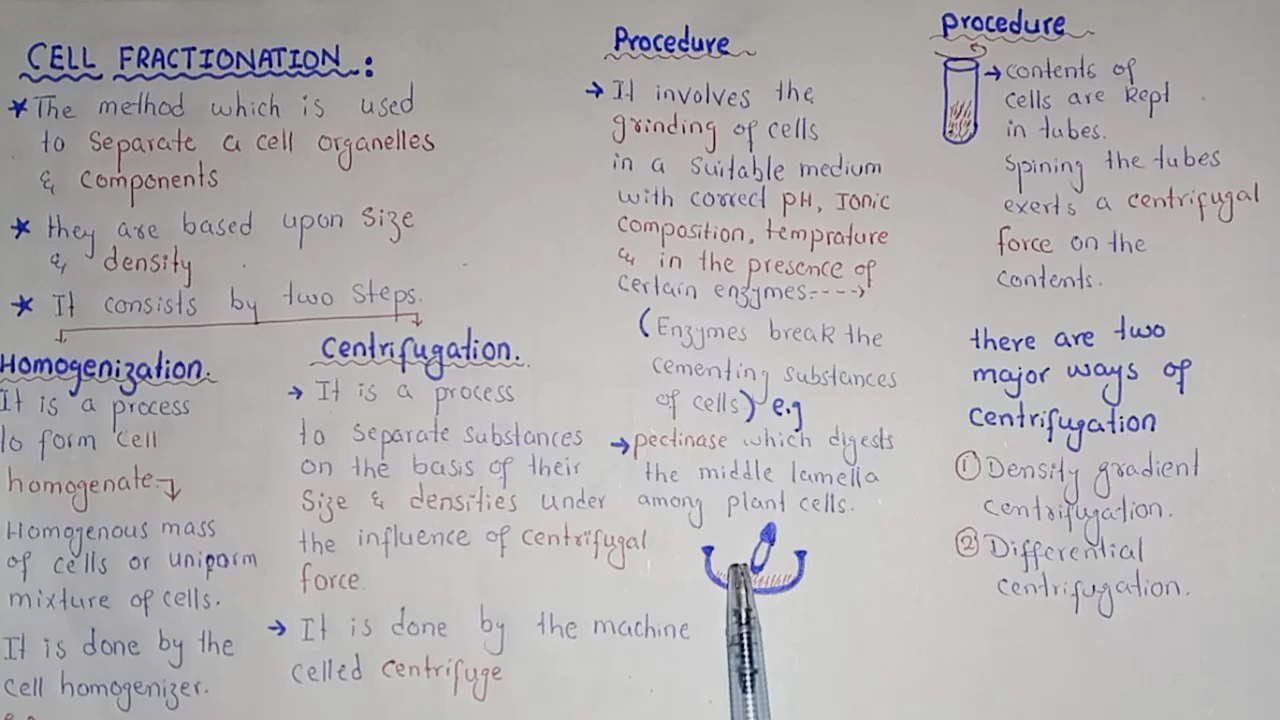 CELL FRACTIONATION :
* The method which is used
to separate a cell organelles
& components
* they are based upon size
& density
* It consists by two steps.
Homogenization.
It is a process
to form cell
homogenate
Homogenous mass
of cells or uniporm
mixture of cells.
It is done by the
cell homogenizer.
Centrifugation.
→ It is a process
to separate substances
on the basis of their
Size & densities under
the influence of centrifugal
force.
→ It is done by the machine
celled centrifuge
Procedure
→ It involves the
grinding of cells
in a suitable medium
with correct pH, Ionic
composition, temprature
& in the presence of
certain enzymes---->
(Enzymes break the
cementing substances
of cells) e.g
→ pectinase which digests
the middle lamella
among plant cells.
procedure
→ contents of
cells are kept
in tubes.
spining the tubes
exerts a centrifugal
force on the
contents.
there are two
major ways of
centrifugation
① Density gradient
centrifugation.
② Differential
centrifugation.